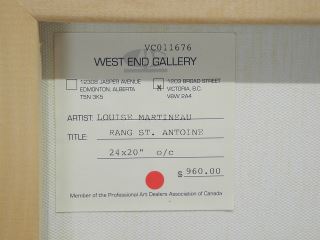 VC011676
WEST END GALLERY
12308 JASPER AVENUE
EDMONTON, ALBERTA
T5N 3K5
X 1203 BROAD STREET
VICTORIA, B.C.
V8W 2A4
ARTIST: LOUISE MARTINEAU
TITLE: RANG ST. ANTOINE
24x20" o/c
$ 960.00
Member of the Professional Art Dealers Association of Canada